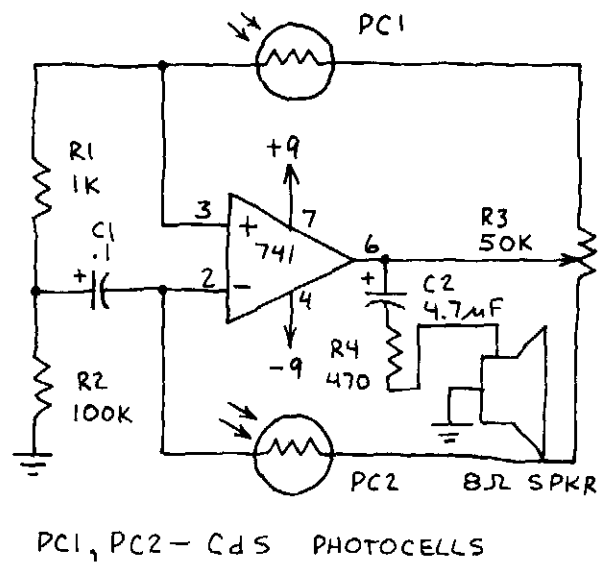 PC1
+9
R1
1K
3
+
7
R3
50K
C1
.1
741
6
+
2
-
+
C2
4.7µF
4
R2
100K
-9
R4
470
PC2
8Ω SPKR
PC1, PC2 - CdS PHOTOCELLS